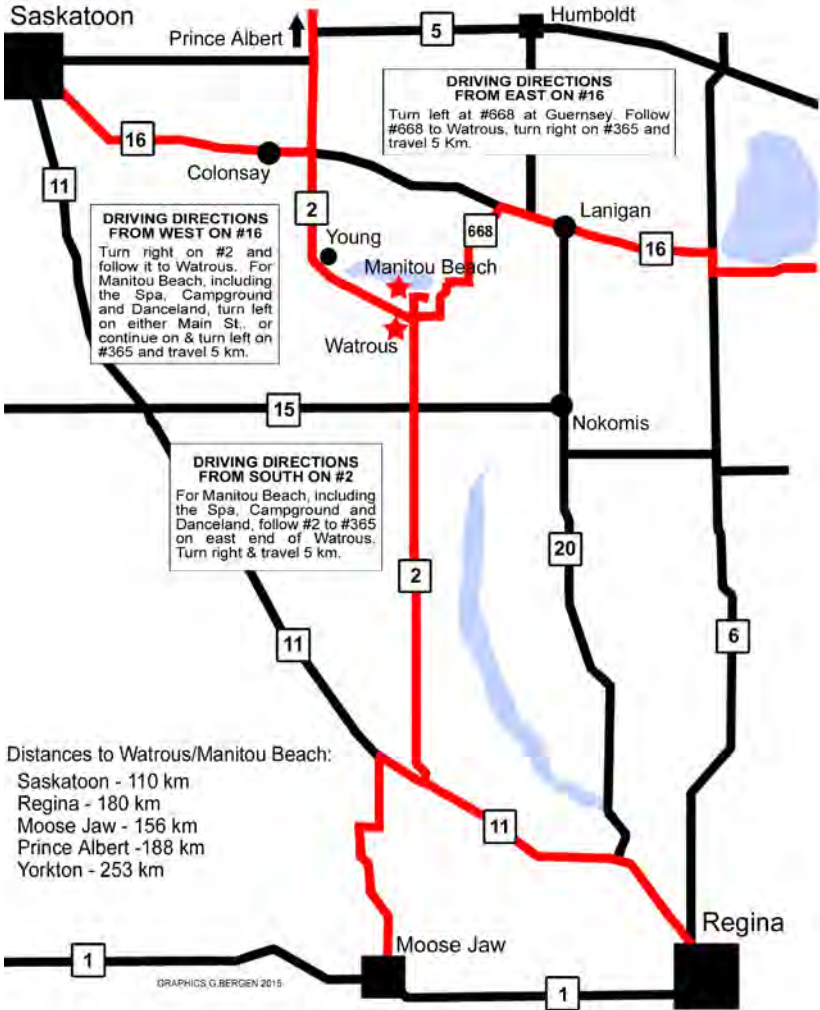 Saskatoon
Humboldt
Prince Albert
5
DRIVING DIRECTIONS
FROM EAST ON #16
Turn left at #668 at Guernsey. Follow
#668 to Watrous, turn right on #365 and
travel 5 Km.
16
Colonsay
11
2
DRIVING DIRECTIONS
FROM WEST ON #16
Turn right on #2 and
follow it to Watrous. For
Manitou Beach, including
the Spa, Campground
and Danceland, turn left
on either Main St., or
continue on & turn left on
#365 and travel 5 km.
Young
668
Lanigan
16
Manitou Beach
Watrous
15
Nokomis
DRIVING DIRECTIONS
FROM SOUTH ON #2
For Manitou Beach, including
the Spa, Campground and
Danceland, follow #2 to #365
on east end of Watrous.
Turn right & travel 5 km.
20
2
6
11
Distances to Watrous/Manitou Beach:
Saskatoon - 110 km
Regina - 180 km
Moose Jaw - 156 km
Prince Albert -188 km
Yorkton - 253 km
11
Regina
Moose Jaw
1
GRAPHICS G.BERGEN 2015
1